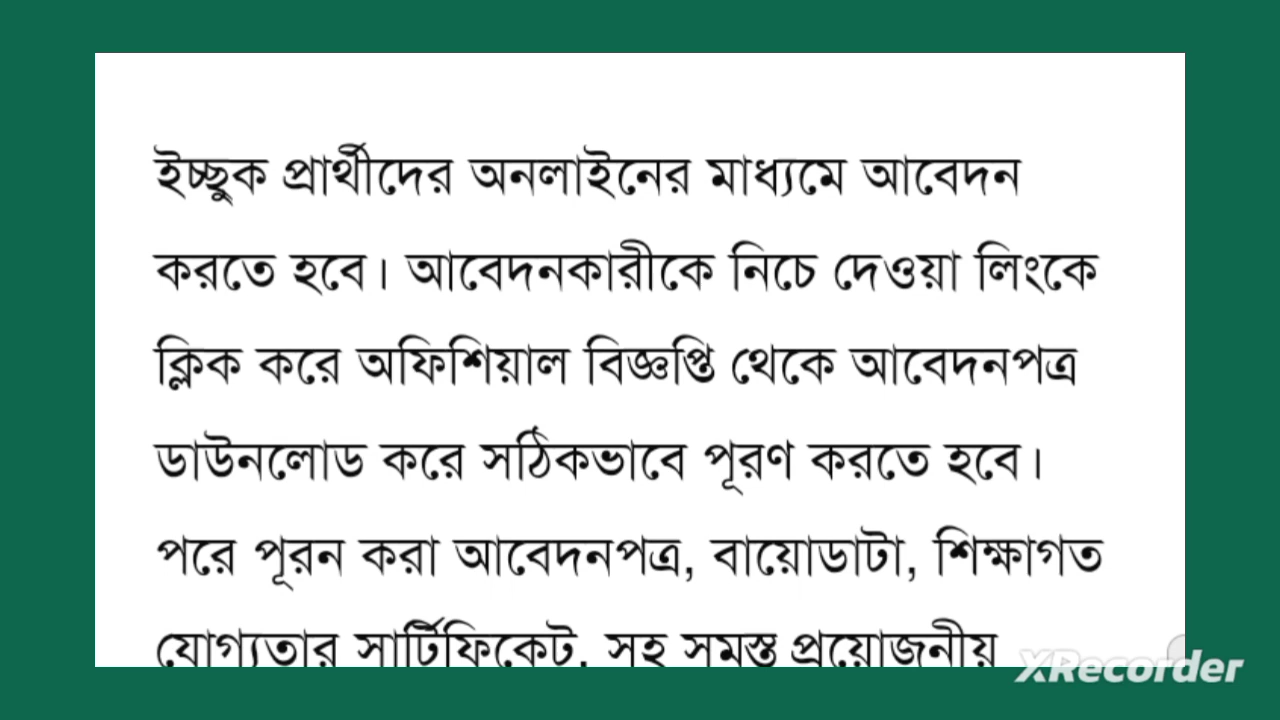 ইচ্ছুক প্রার্থীদের অনলাইনের মাধ্যমে আবেদন
করতে হবে। আবেদনকারীকে নিচে দেওয়া লিংকে
ক্লিক করে অফিশিয়াল বিজ্ঞপ্তি থেকে আবেদনপত্র
ডাউনলোড করে সঠিকভাবে পূরণ করতে হবে।
পরে পূরন করা আবেদনপত্র, বায়োডাটা, শিক্ষাগত
যোগ্যতার সার্টিফিকেট, সহ সমস্ত প্রয়োজনীয়
XRecorder